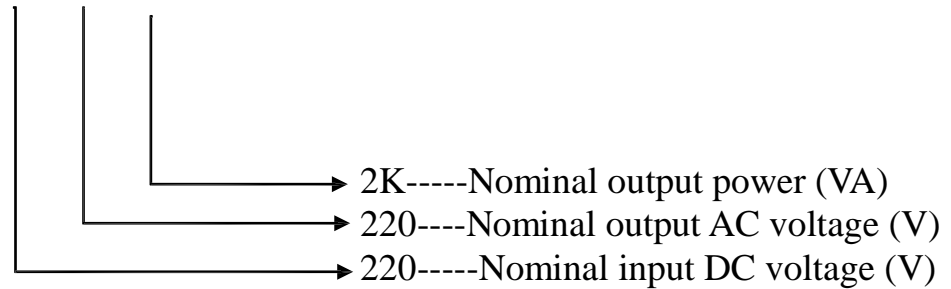 2K-----Nominal output power (VA)
220----Nominal output AC voltage (V)
220-----Nominal input DC voltage (V)